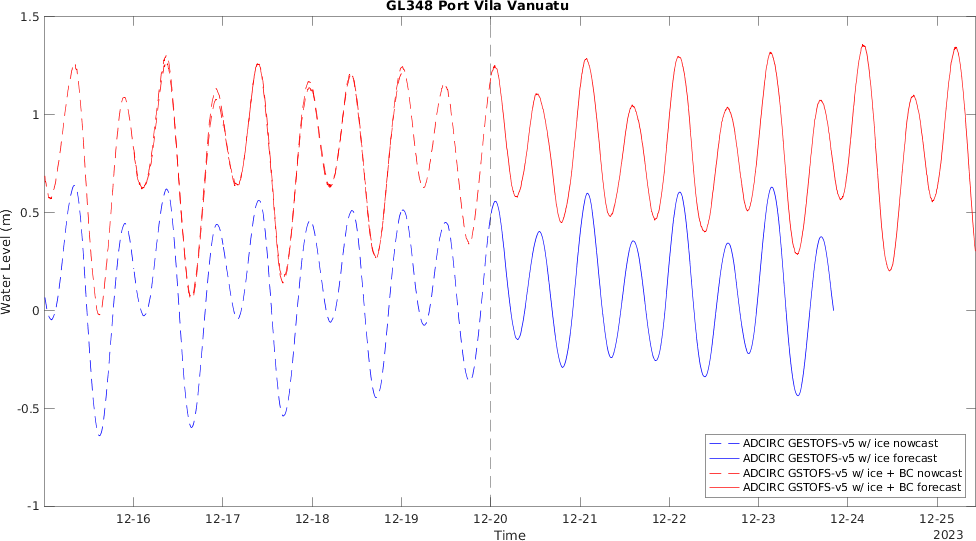 GL348 Port Vila Vanuatu
1.5
1
0.5
0
-0.5
-1
Water Level (m)
12-16 12-17 12-18 12-19 12-20 12-21 12-22 12-23 12-24 12-25
Time
2023
ADCIRC GESTOFS-v5 w/ ice nowcast
ADCIRC GESTOFS-v5 w/ ice forecast
ADCIRC GSTOFS-v5 w/ ice + BC nowcast
ADCIRC GSTOFS-v5 w/ ice + BC forecast